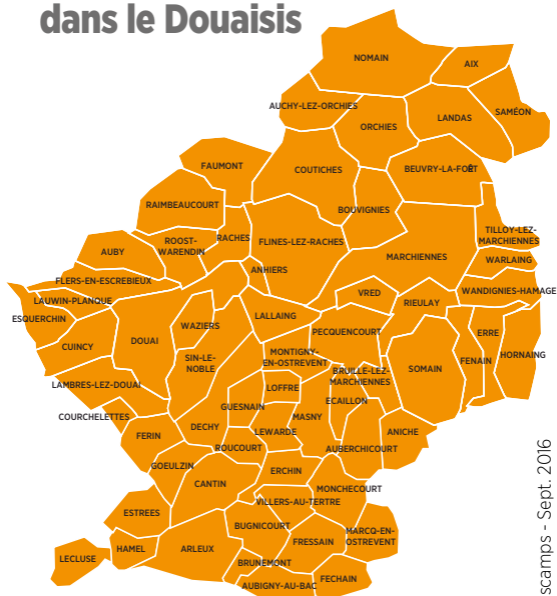 dans le Douaisis
NOMAIN
AIX
AUCHY-LEZ-ORCHIES
SAMÉON
LANDAS
ORCHIES
FAUMONT
COUTICHES
BEUVRY-LA-FORÊT
RAIMBEAUCOURT
BOUVIGNIES
TILLOY-LEZ-
MARCHIENNES
ROOST-
WARENDIN
RACHES
FLINES-LEZ-RACHES
AUBY
MARCHIENNES
WARLAING
ANHIERS
FLERS-EN-ESCREBIEUX
VRED
WANDIGNIES-HAMAGE
LAUWIN-PLANQUE
RIEULAY
ESQUERCHIN
LALLAING
WAZIERS
PECQUENCOURT
ERRE
DOUAI
CUINCY
HORNAING
MONTIGNY-
EN-OSTREVENT
SIN-LE-
NOBLE
FENAIN
SOMAIN
BRUILLE-LEZ-
MARCHIENNES
LAMBRES-LEZ-DOUAI
LOFFRE
ECAILLON
GUESNAIN
COURCHELETTES
MASNY
DECHY
LEWARDE
ANICHE
FERIN
ROUCOURT
AUBERCHICOURT
GOEULZIN
ERCHIN
CANTIN
MONCHECOURT
VILLERS-AU-TERTRE
ESTREES
BUGNICOURT
MARCQ-EN-
OSTREVENT
FRESSAIN
HAMEL
ARLEUX
LECLUSE
BRUNEMONT
FECHAIN
AUBIGNY-AU-BAC
scamps - Sept. 2016